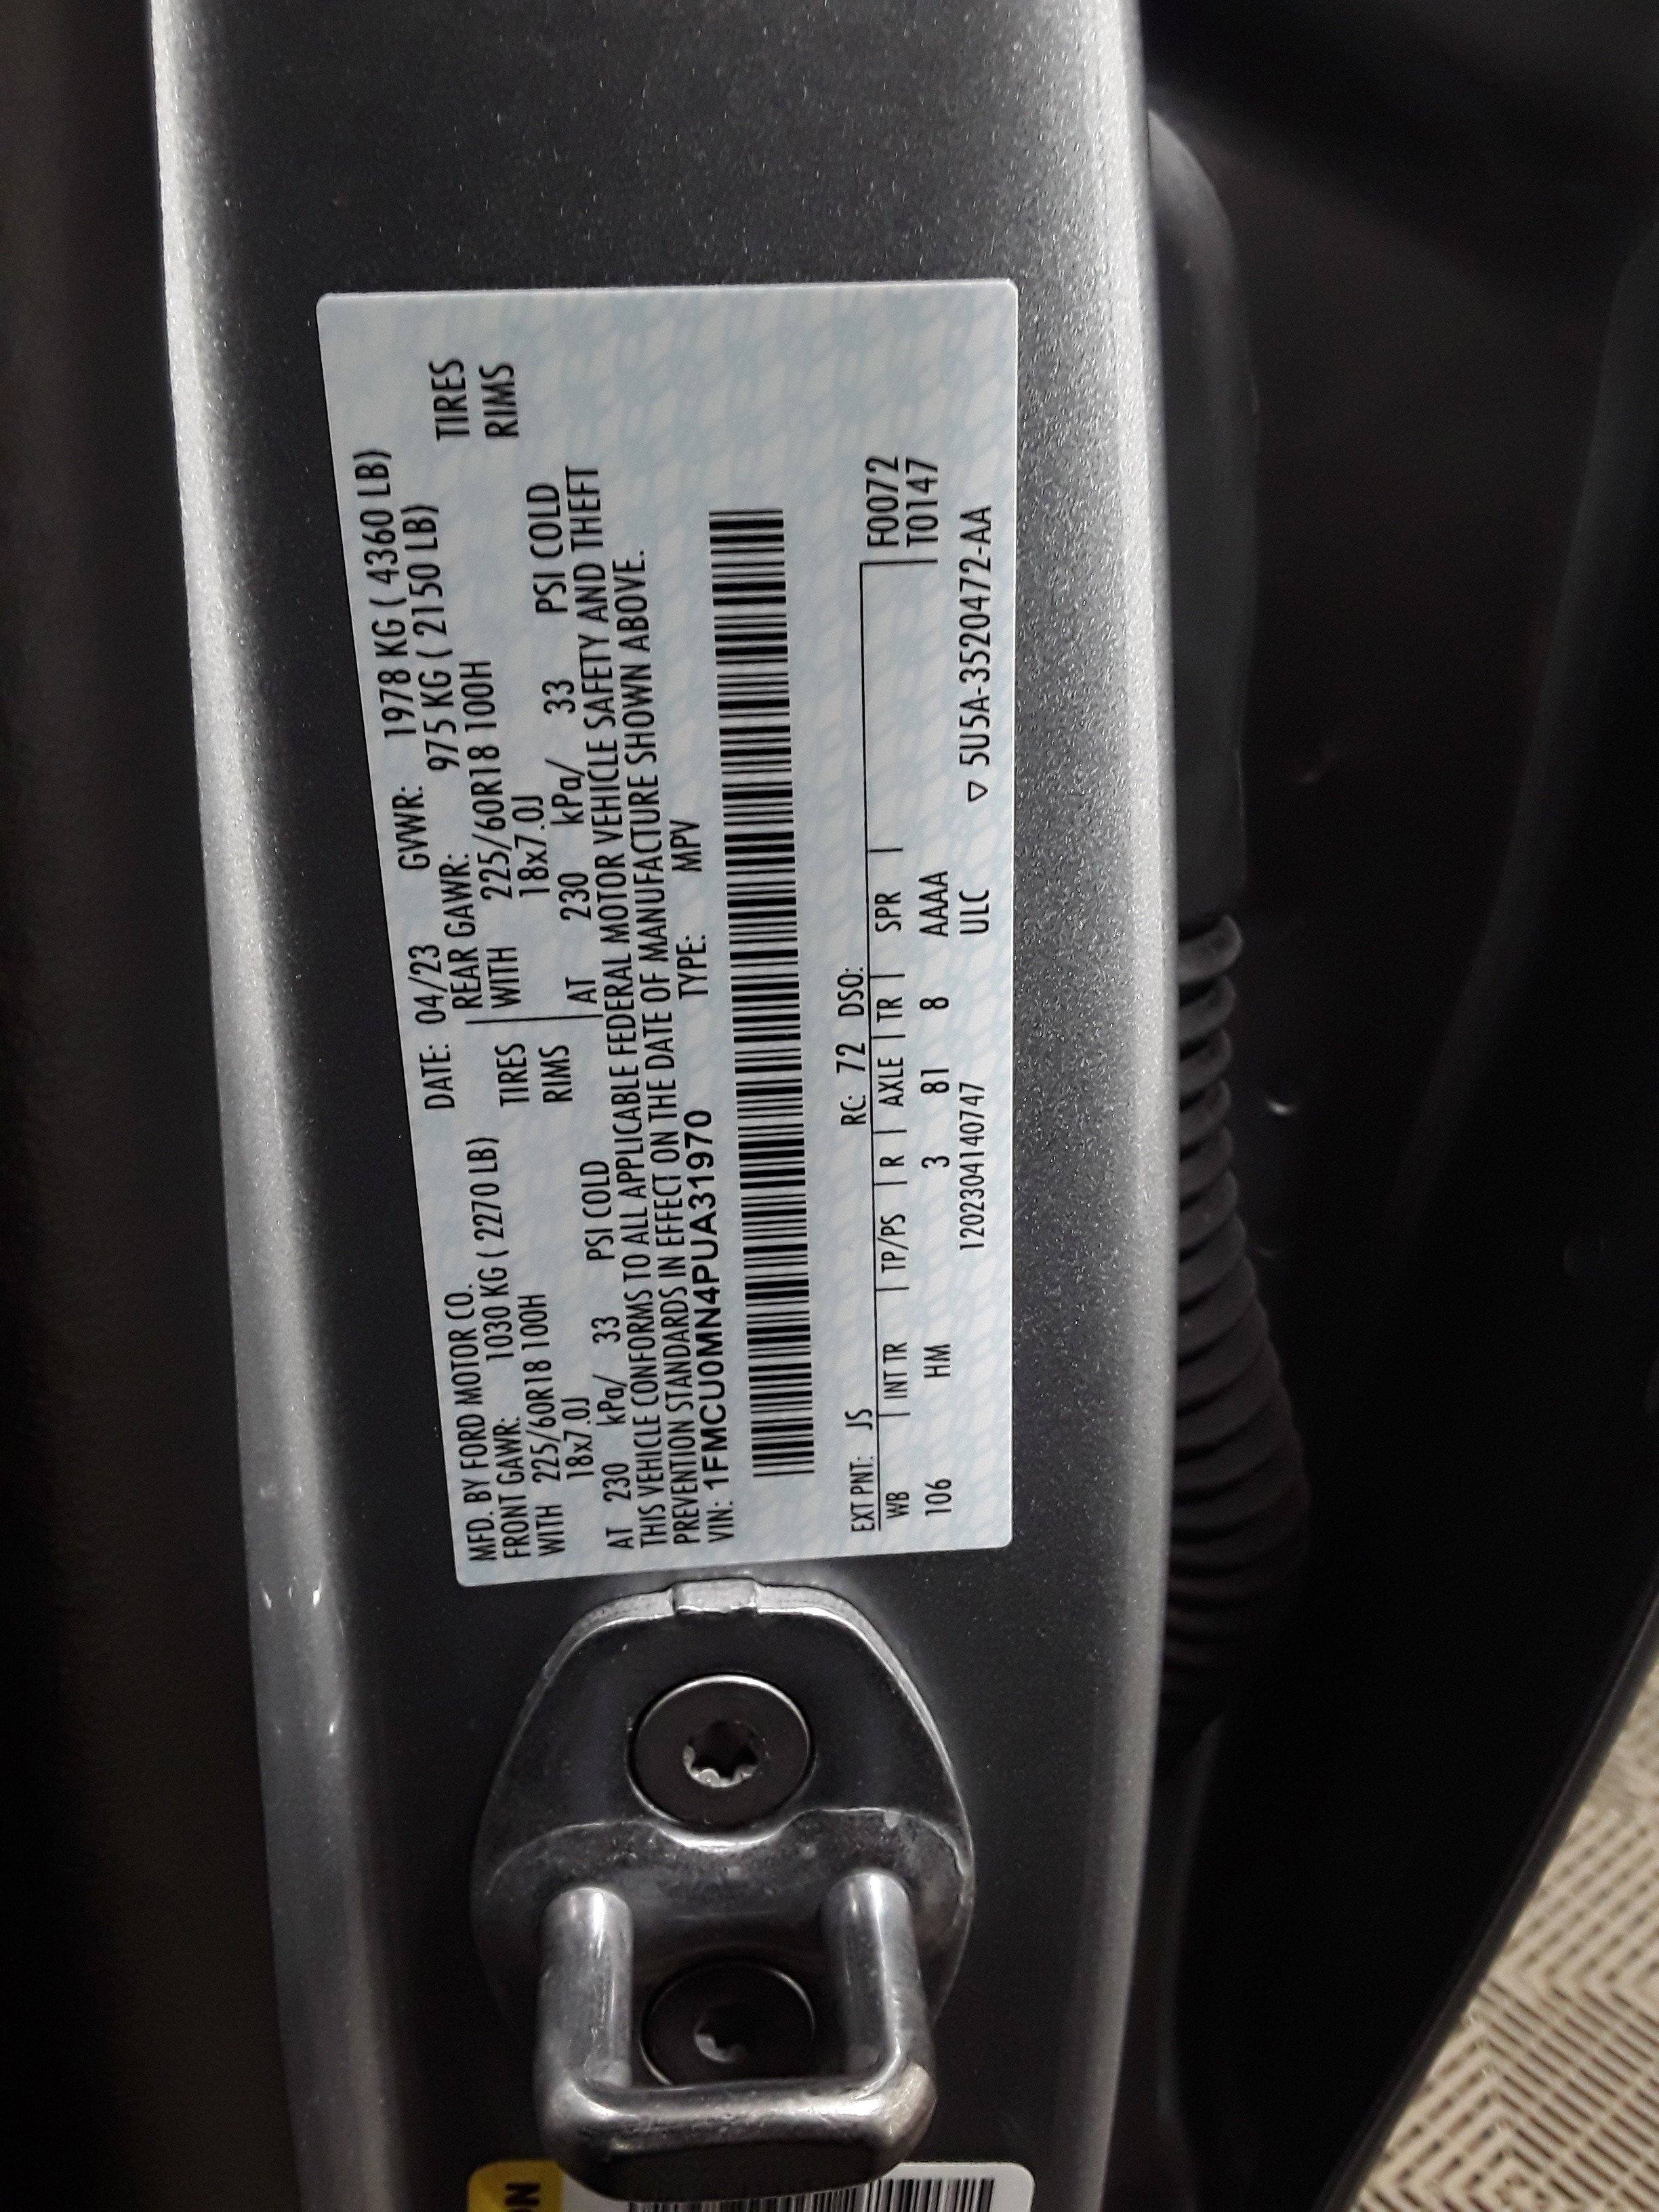 MFD. BY FORD MOTOR CO. DATE: 04/23 GVWR: 1978 KG ( 4360 LB)
FRONT GAWR: 1030 KG ( 2270 LB) REAR GAWR: 975 KG ( 2150 LB)
WITH 225/60R18 100H TIRES WITH 225/60R18 100H TIRES
18x7.0J RIMS 18x7.0J RIMS
AT 230 kPa/ 33 PSI COLD AT 230 kPa/ 33 PSI COLD
THIS VEHICLE CONFORMS TO ALL APPLICABLE FEDERAL MOTOR VEHICLE SAFETY AND THEFT
PREVENTION STANDARDS IN EFFECT ON THE DATE OF MANUFACTURE SHOWN ABOVE.
VIN: 1FMCU0MN4PUA31970 TYPE: MPV
EXT PNT: JS RC: 72 DSO: F0072
WB INT TR TP/PS R AXLE TR SPR T0147
106 HM 3 81 8 AAAA
1202304140747 ULC ▽ 5U5A-3520472-AA